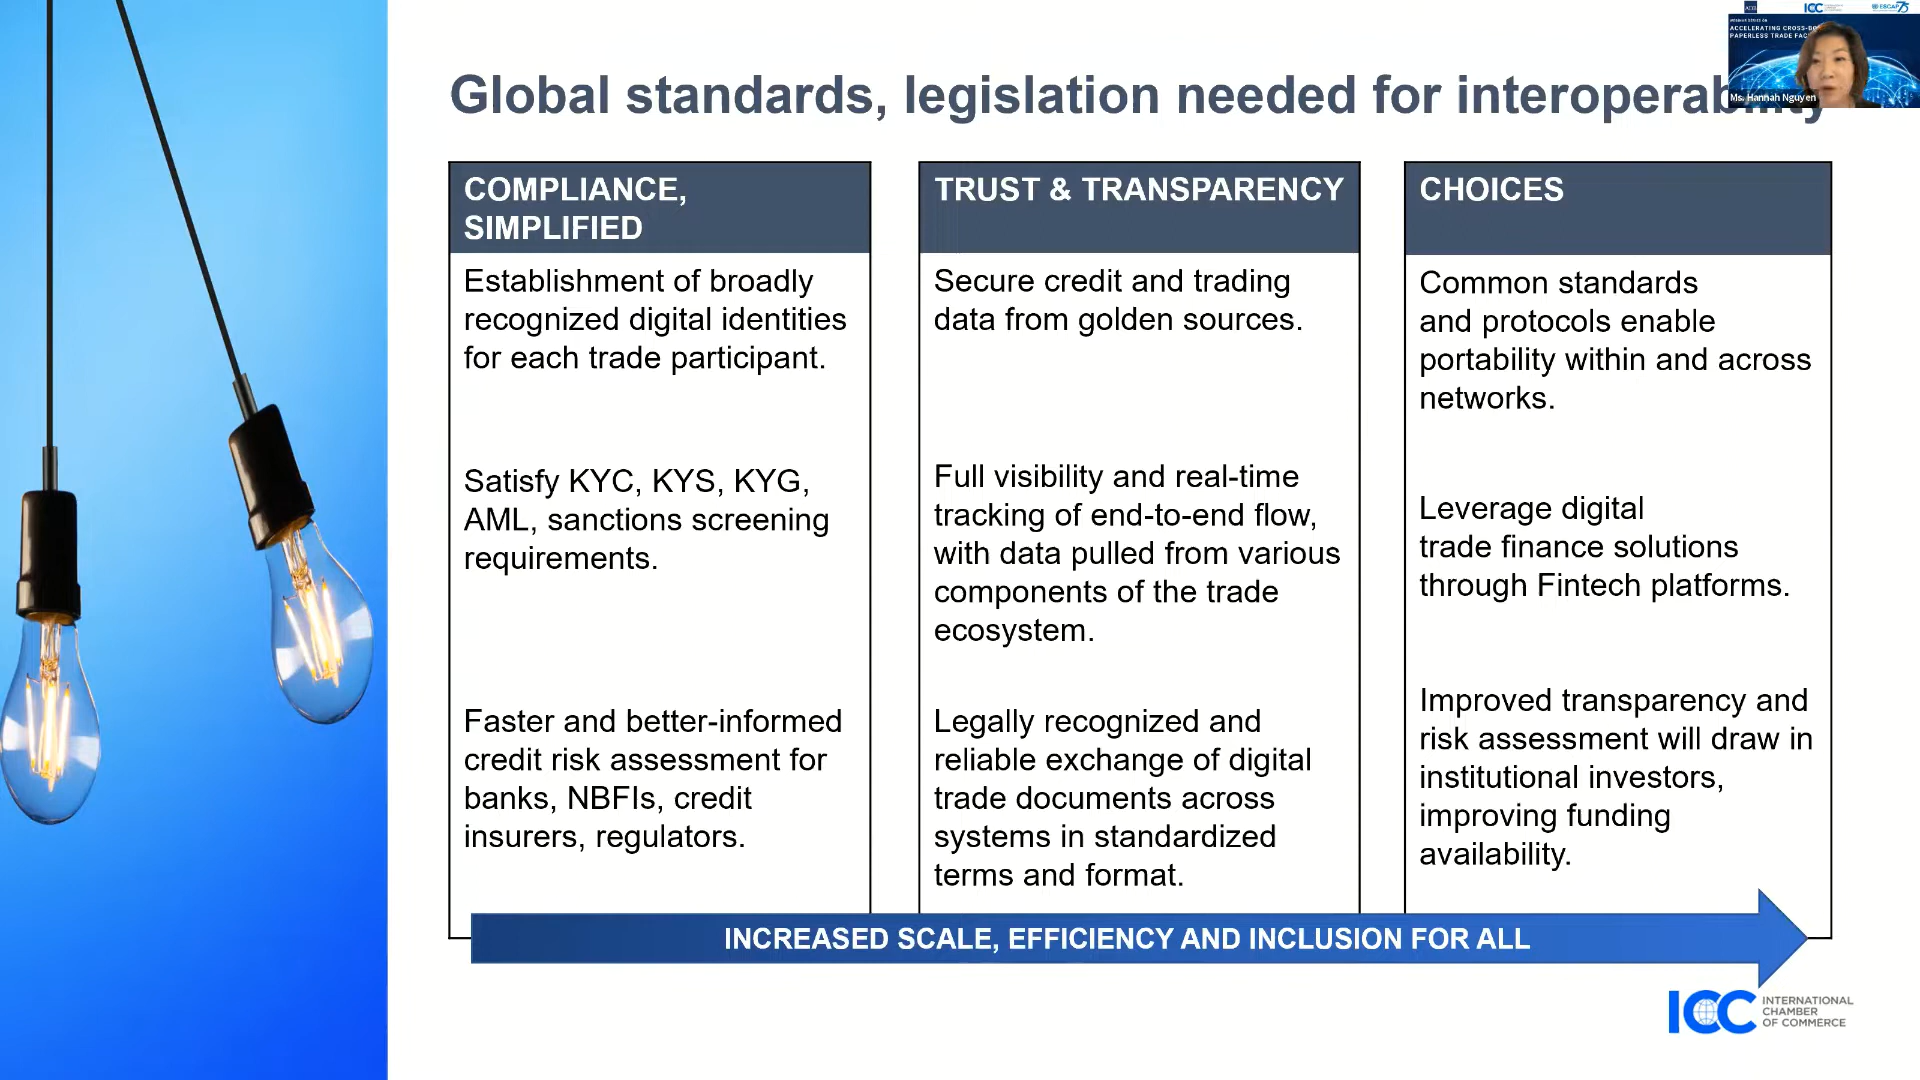 Global standards, legislation needed for interoperability
COMPLIANCE,
SIMPLIFIED
Establishment of broadly
recognized digital identities
for each trade participant.
Satisfy KYC, KYS, KYG,
AML, sanctions screening
requirements.
Faster and better-informed
credit risk assessment for
banks, NBFIs, credit
insurers, regulators.
TRUST & TRANSPARENCY
Secure credit and trading
data from golden sources.
Full visibility and real-time
tracking of end-to-end flow,
with data pulled from various
components of the trade
ecosystem.
Legally recognized and
reliable exchange of digital
trade documents across
systems in standardized
terms and format.
CHOICES
Common standards
and protocols enable
portability within and across
networks.
Leverage digital
trade finance solutions
through Fintech platforms.
Improved transparency and
risk assessment will draw in
institutional investors,
improving funding
availability.
INCREASED SCALE, EFFICIENCY AND INCLUSION FOR ALL
ICC INTERNATIONAL
CHAMBER
OF COMMERCE
ADB ICC ESCAP 75
WEBINAR SERIES ON
ACCELERATING
PAPERLESS TRADE
Ms. Hannah Nguyen